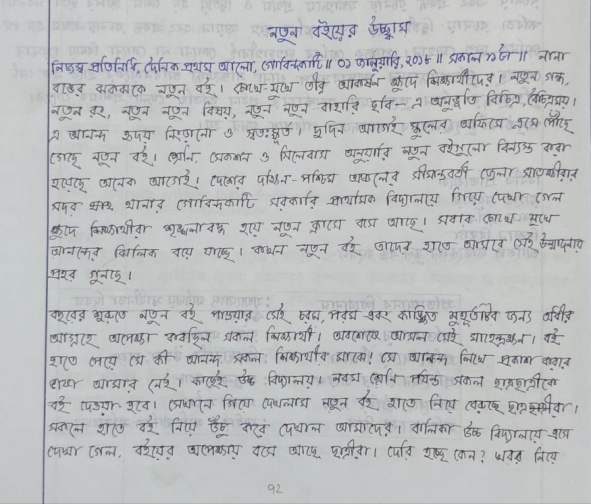 নতুন বইয়ের উচ্ছ্বাস
নিজস্ব প্রতিনিধি, দৈনিক প্রথম আলো, গোবিন্দকাটি॥ ০১ জানুয়ারি, ২০১৮ ॥ সকাল ৯টা ॥ নানা
রঙের ঝকঝকে নতুন বই। চোখে-মুখে তীব্র আকর্ষন ক্ষুদে শিক্ষার্থীদের। নতুন গন্ধ,
নতুন রং, নতুন নতুন বিষয়, নতুন নতুন বাহারি ছবি- এ অনুভূতি বিচিত্র, বৈচিত্রময়।
এ আনন্দ হৃদয় নিংড়ানো ও স্বতঃস্ফূর্ত। দুদিন আগেই স্কুলের অফিসে এসে পৌঁছে
গেছে নতুন বই। শ্রেনি সেকশন ও সিলেবাস অনুযায়ি নতুন বইগুলো বিন্যস্ত করা
হয়েছে অনেক আগেই। দেশের দক্ষিন-পশ্চিম অঞ্চলের সীমান্তবর্তী জেলা সাতক্ষীরার
সদর থানার গোবিন্দকাটি সরকারি প্রাথমিক বিদ্যালয়ে গিয়ে দেখা গেল
ক্ষুদে শিক্ষার্থীরা শৃঙ্খলাবদ্ধ হয়ে নতুন ক্লাসে বসে আছে। সবার চোখে মুখে
আনন্দের ঝিলিক বয়ে যাচ্ছে। কখন নতুন বই তাদের হাতে আসবে সেই উন্মাদনার
প্রহর গুনছে।
বছরের শুরুতে নতুন বই পাওয়ার সেই চরম, পরম এবং কাঙ্ক্ষিত মুহূর্তটির জন্য অধীর
আগ্রহে অপেক্ষা করছিল সকল শিক্ষার্থী। অবশেষে আসল সেই মাহেন্দ্রক্ষন। বই
হাতে পেয়ে সে কী আনন্দ সকল শিক্ষার্থীর মাঝে! সে আনন্দ লিখে প্রকাশ করার
ভাষা আমার নেই। কাছেই উচ্চ বিদ্যালয়। নবম শ্রেনি পর্যন্ত সকল ছাত্রছাত্রীকে
বই দেওয়া হবে। সেখানে গিয়ে দেখলাম নতুন বই হাতে নিয়ে বেরুচ্ছে ছাত্রছাত্রীরা।
সকলে হাতে বই নিয়ে উঁচু করে দেখাল আমাদের। বালিকা উচ্চ বিদ্যালয়ে এসে
দেখা গেল, বইয়ের অপেক্ষায় বসে আছে ছাত্রীরা। দেরি হচ্ছে কেন? খবর নিয়ে